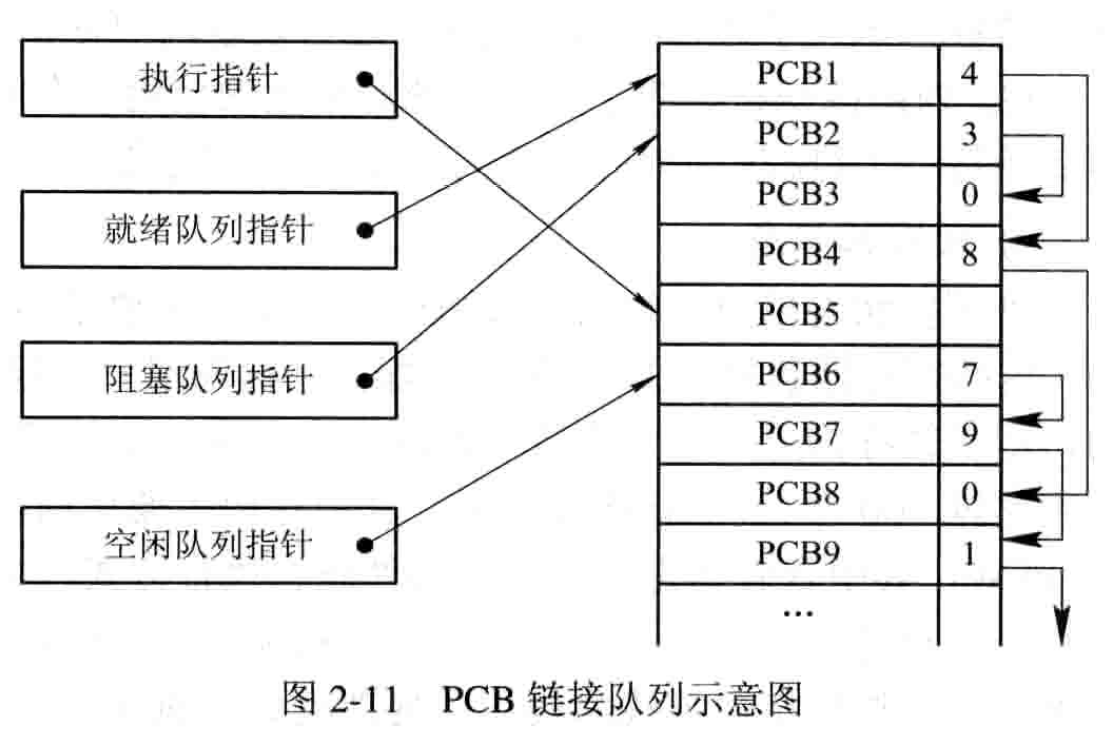 执行指针
就绪队列指针
阻塞队列指针
空闲队列指针
PCB1 4
PCB2 3
PCB3 0
PCB4 8
PCB5
PCB6 7
PCB7 9
PCB8 0
PCB9 1
...
图 2-11 PCB 链接队列示意图